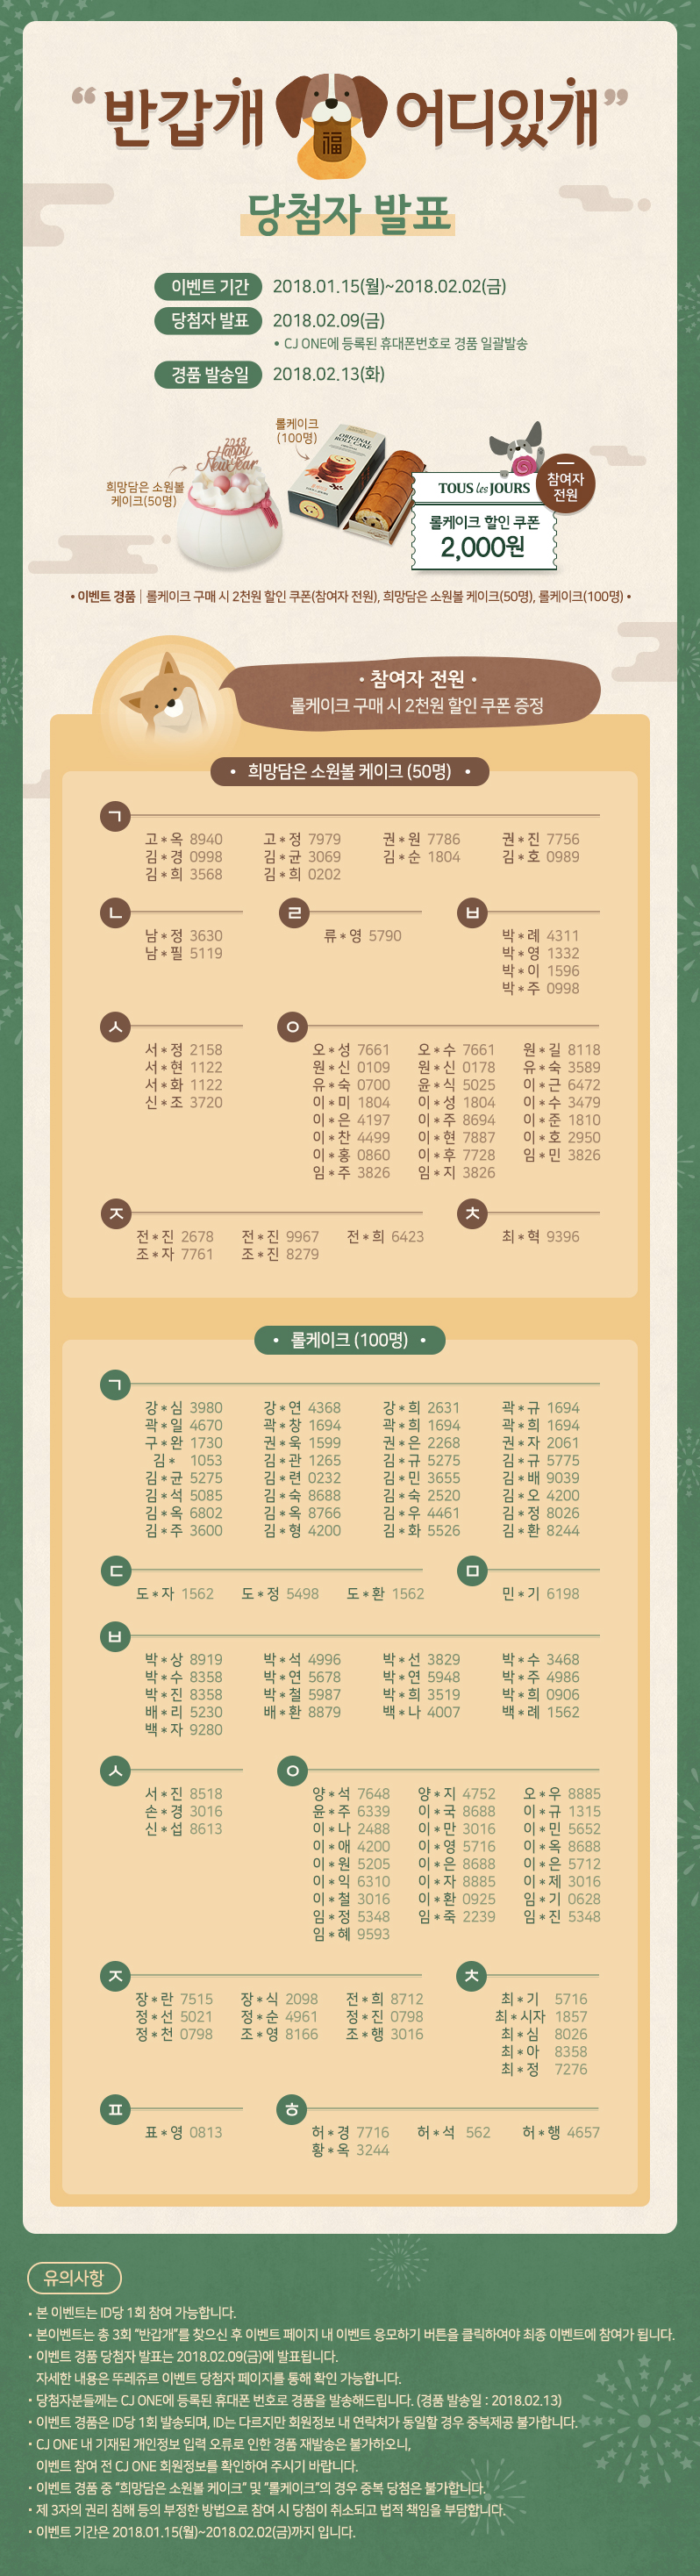 “반갑개 福 어디있개”
당첨자 발표
이벤트 기간 2018.01.15(월)~2018.02.02(금)
당첨자 발표 2018.02.09(금)
• CJ ONE에 등록된 휴대폰번호로 경품 일괄발송
경품 발송일 2018.02.13(화)
롤케이크
(100명)
ORIGINAL
ROLL CAKE
2018
Happy
New Year
희망담은 소원볼
케이크(50명)
참여자
전원
TOUS les JOURS
롤케이크 할인 쿠폰
2,000원
• 이벤트 경품 | 롤케이크 구매 시 2천원 할인 쿠폰(참여자 전원), 희망담은 소원볼 케이크(50명), 롤케이크(100명) •
• 참여자 전원 •
롤케이크 구매 시 2천원 할인 쿠폰 증정
• 희망담은 소원볼 케이크 (50명) •
ㄱ
고*옥 8940 고*정 7979 권*원 7786 권*진 7756
김*경 0998 김*균 3069 김*순 1804 김*호 0989
김*희 3568 김*희 0202
ㄴ ㄹ ㅂ
남*정 3630 류*영 5790 박*례 4311
남*필 5119 박*영 1332
박*이 1596
박*주 0998
ㅅ ㅇ
서*정 2158 오*성 7661 오*수 7661 원*길 8118
서*현 1122 원*신 0109 원*신 0178 유*숙 3589
서*화 1122 유*숙 0700 윤*식 5025 이*근 6472
신*조 3720 이*미 1804 이*성 1804 이*수 3479
이*은 4197 이*주 8694 이*준 1810
이*찬 4499 이*현 7887 이*호 2950
이*홍 0860 이*후 7728 임*민 3826
임*주 3826 임*지 3826
ㅈ ㅊ
전*진 2678 전*진 9967 전*희 6423 최*혁 9396
조*자 7761 조*진 8279
• 롤케이크 (100명) •
ㄱ
강*심 3980 강*연 4368 강*희 2631 곽*규 1694
곽*일 4670 곽*창 1694 곽*희 1694 곽*희 1694
구*완 1730 권*욱 1599 권*은 2268 권*자 2061
김* 1053 김*관 1265 김*규 5275 김*규 5775
김*균 5275 김*련 0232 김*민 3655 김*배 9039
김*석 5085 김*숙 8688 김*숙 2520 김*오 4200
김*옥 6802 김*옥 8766 김*우 4461 김*정 8026
김*주 3600 김*형 4200 김*화 5526 김*환 8244
ㄷ ㅁ
도*자 1562 도*정 5498 도*환 1562 민*기 6198
ㅂ
박*상 8919 박*석 4996 박*선 3829 박*수 3468
박*수 8358 박*연 5678 박*연 5948 박*주 4986
박*진 8358 박*철 5987 박*희 3519 박*희 0906
배*리 5230 배*환 8879 백*나 4007 백*례 1562
백*자 9280
ㅅ ㅇ
서*진 8518 양*석 7648 양*지 4752 오*우 8885
손*경 3016 윤*주 6339 이*국 8688 이*규 1315
신*섭 8613 이*나 2488 이*만 3016 이*민 5652
이*애 4200 이*영 5716 이*옥 8688
이*원 5205 이*은 8688 이*은 5712
이*익 6310 이*자 8885 이*제 3016
이*철 3016 이*환 0925 임*기 0628
임*정 5348 임*죽 2239 임*진 5348
임*혜 9593
ㅈ ㅊ
장*란 7515 장*식 2098 전*희 8712 최*기 5716
정*선 5021 정*순 4961 정*진 0798 최*시자 1857
정*천 0798 조*영 8166 조*행 3016 최*심 8026
최*아 8358
최*정 7276
ㅍ ㅎ
표*영 0813 허*경 7716 허*석 562 허*행 4657
황*옥 3244
유의사항
• 본 이벤트는 ID당 1회 참여 가능합니다.
• 본이벤트는 총 3회 “반갑개”를 찾으신 후 이벤트 페이지 내 이벤트 응모하기 버튼을 클릭하여야 최종 이벤트에 참여가 됩니다.
• 이벤트 경품 당첨자 발표는 2018.02.09(금)에 발표됩니다.
자세한 내용은 뚜레쥬르 이벤트 당첨자 페이지를 통해 확인 가능합니다.
• 당첨자분들께는 CJ ONE에 등록된 휴대폰 번호로 경품을 발송해드립니다. (경품 발송일 : 2018.02.13)
• 이벤트 경품은 ID당 1회 발송되며, ID는 다르지만 회원정보 내 연락처가 동일할 경우 중복제공 불가합니다.
• CJ ONE 내 기재된 개인정보 입력 오류로 인한 경품 재발송은 불가하오니,
이벤트 참여 전 CJ ONE 회원정보를 확인하여 주시기 바랍니다.
• 이벤트 경품 중 “희망담은 소원볼 케이크” 및 “롤케이크”의 경우 중복 당첨은 불가합니다.
• 제 3자의 권리 침해 등의 부정한 방법으로 참여 시 당첨이 취소되고 법적 책임을 부담합니다.
• 이벤트 기간은 2018.01.15(월)~2018.02.02(금)까지 입니다.